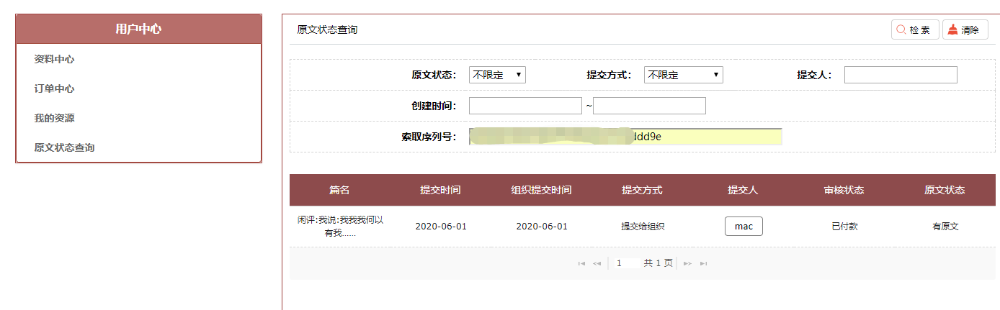 用户中心
资料中心
订单中心
我的资源
原文状态查询
原文状态查询 检 索 清除
原文状态： 不限定 提交方式： 不限定 提交人：
创建时间： ~
索取序列号： ddd9e
篇名 提交时间 组织提交时间 提交方式 提交人 审核状态 原文状态
闲评:我说:我我我何以
有我…… 2020-06-01 2020-06-01 提交给组织 mac 已付款 有原文
1 共 1 页